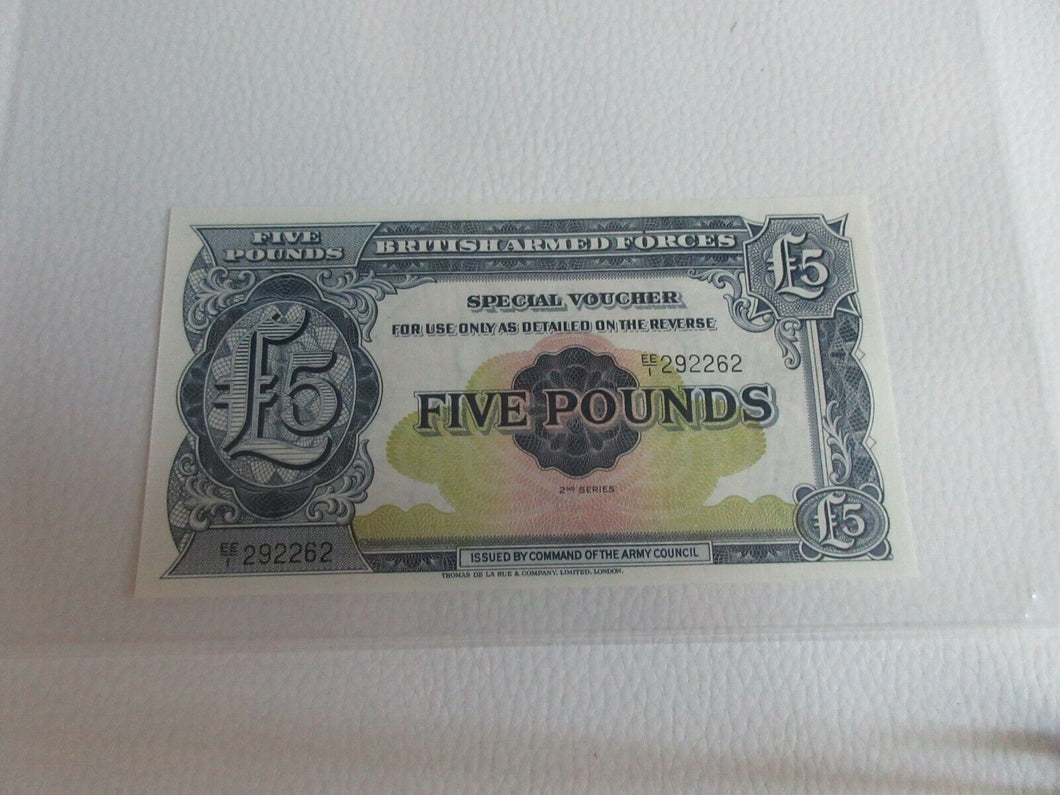 FIVE POUNDS
BRITISH ARMED FORCES
£5
SPECIAL VOUCHER
FOR USE ONLY AS DETAILED ON THE REVERSE
EE/1 292262
£5
FIVE POUNDS
2ND SERIES
£5
EE/1 292262
ISSUED BY COMMAND OF THE ARMY COUNCIL
THOMAS DE LA RUE & COMPANY, LIMITED, LONDON.